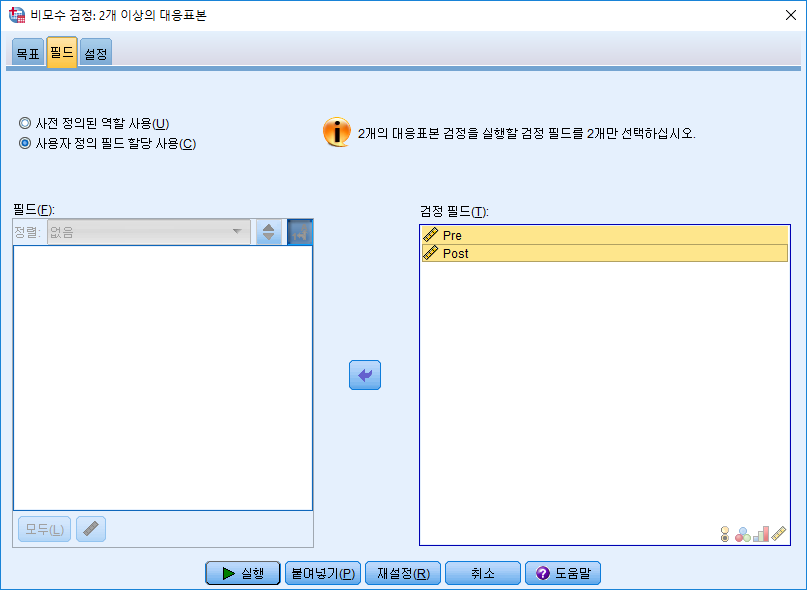 비모수 검정: 2개 이상의 대응표본
목표 필드 설정
사전 정의된 역할 사용(U)
사용자 정의 필드 할당 사용(C)
2개의 대응표본 검정을 실행할 검정 필드를 2개만 선택하십시오.
필드(F):
정렬: 없음
검정 필드(T):
Pre
Post
모두(L)
실행 붙여넣기(P) 재설정(R) 취소 도움말